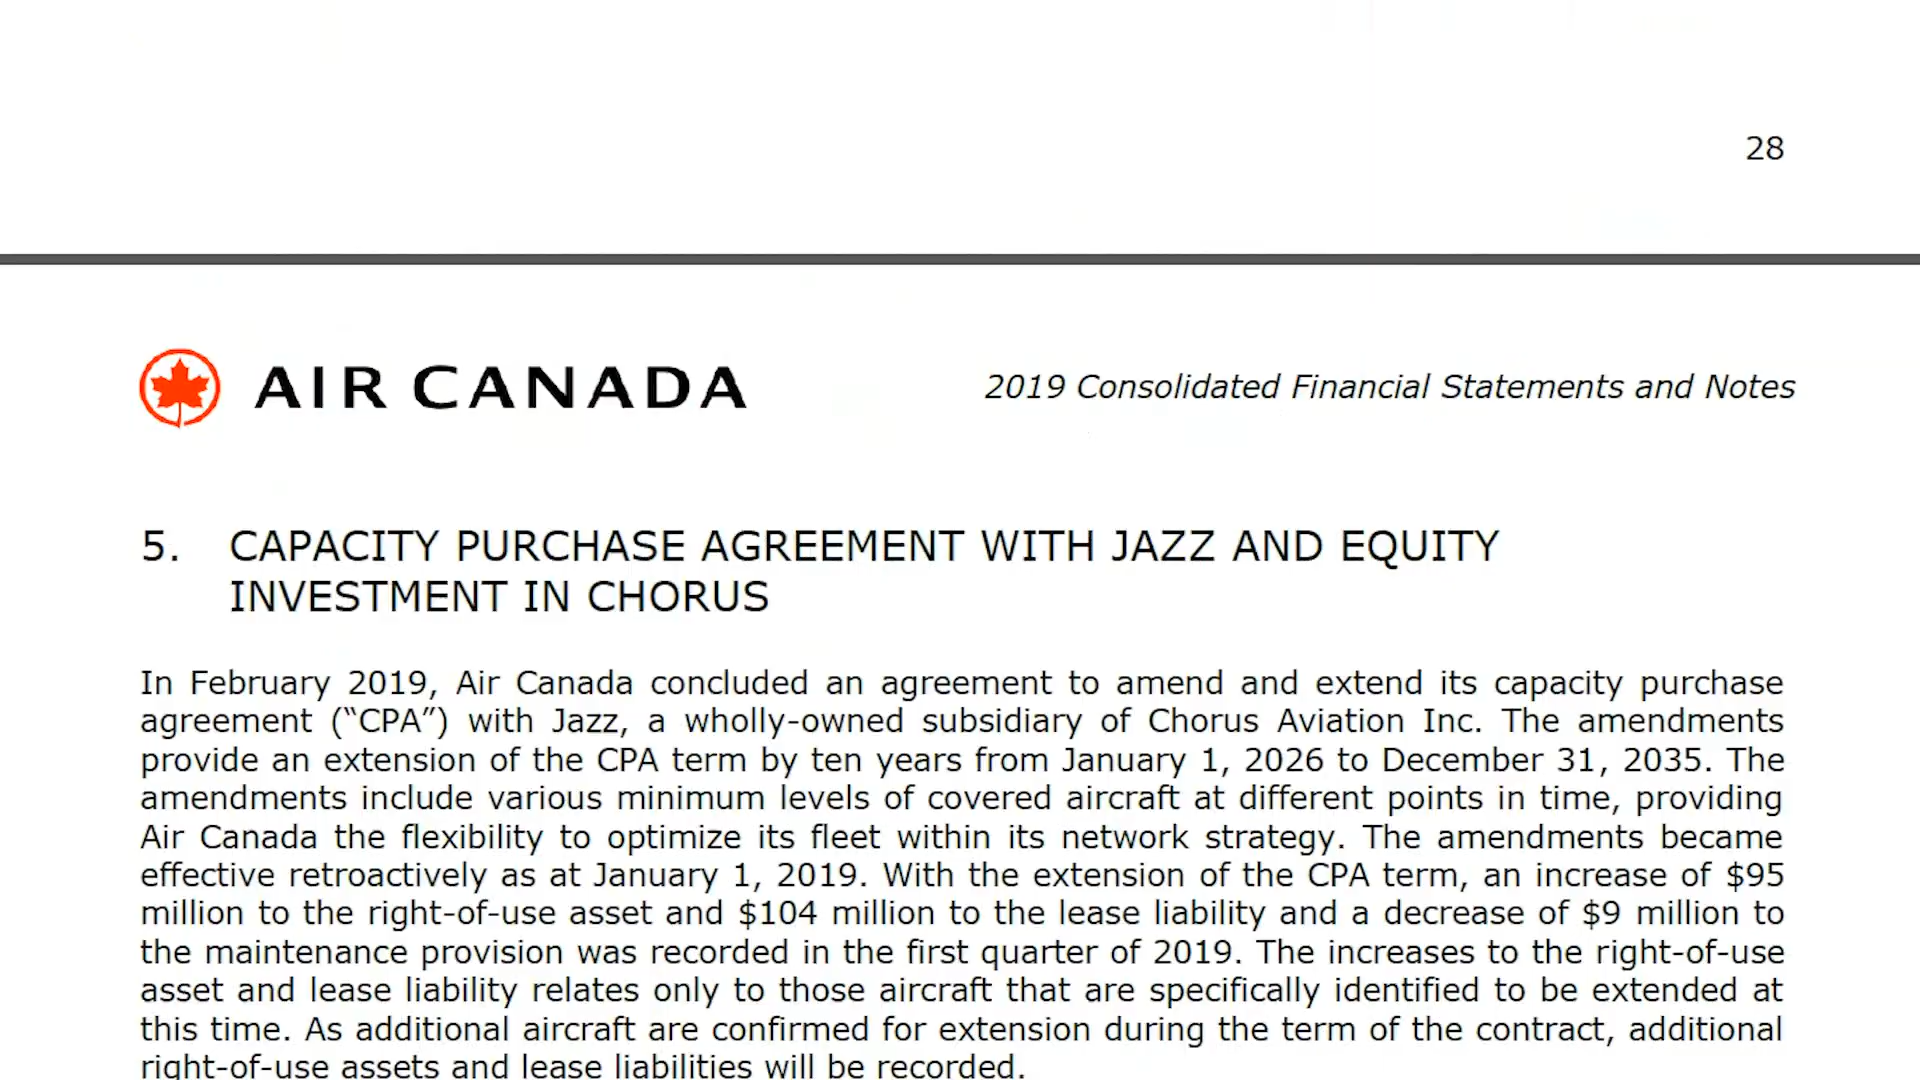 28
AIR CANADA
2019 Consolidated Financial Statements and Notes
5. CAPACITY PURCHASE AGREEMENT WITH JAZZ AND EQUITY
INVESTMENT IN CHORUS
In February 2019, Air Canada concluded an agreement to amend and extend its capacity purchase
agreement (“CPA”) with Jazz, a wholly-owned subsidiary of Chorus Aviation Inc. The amendments
provide an extension of the CPA term by ten years from January 1, 2026 to December 31, 2035. The
amendments include various minimum levels of covered aircraft at different points in time, providing
Air Canada the flexibility to optimize its fleet within its network strategy. The amendments became
effective retroactively as at January 1, 2019. With the extension of the CPA term, an increase of $95
million to the right-of-use asset and $104 million to the lease liability and a decrease of $9 million to
the maintenance provision was recorded in the first quarter of 2019. The increases to the right-of-use
asset and lease liability relates only to those aircraft that are specifically identified to be extended at
this time. As additional aircraft are confirmed for extension during the term of the contract, additional
right-of-use assets and lease liabilities will be recorded.